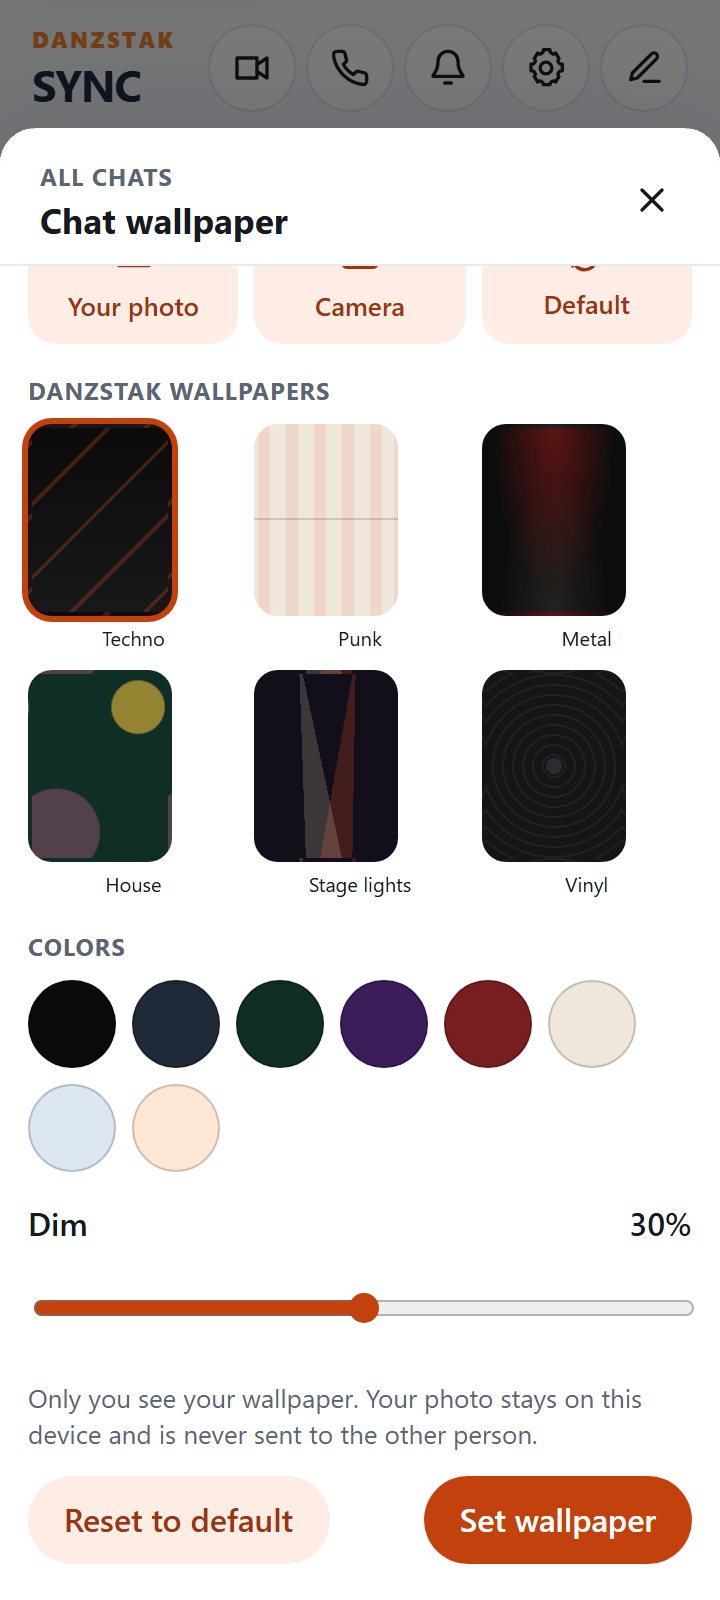 DANZSTAK
SYNC
ALL CHATS
Chat wallpaper
Your photo
Camera
Default
DANZSTAK WALLPAPERS
Techno
Punk
Metal
House
Stage lights
Vinyl
COLORS
Dim
30%
Only you see your wallpaper. Your photo stays on this
device and is never sent to the other person.
Reset to default
Set wallpaper